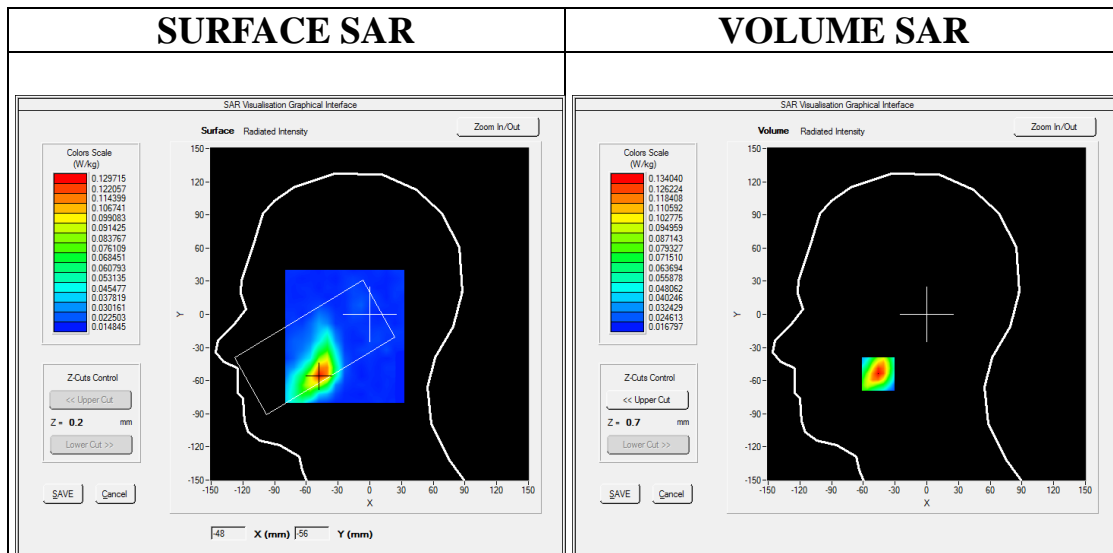 SURFACE SAR
VOLUME SAR
SAR Visualisation Graphical Interface
Surface Radiated Intensity
Zoom In/Out
Colors Scale
(W/kg)
0.129715
0.122057
0.114399
0.106741
0.099083
0.091425
0.083767
0.076109
0.068451
0.060793
0.053135
0.045477
0.037819
0.030161
0.022503
0.014845
Z-Cuts Control
<< Upper Cut
Z = 0.2 mm
Lower Cut >>
SAVE Cancel
150
120
90
60
30
0
-30
-60
-90
-120
-150
Y
-150 -120 -90 -60 -30 0 30 60 90 120 150
X
-48 X (mm) -56 Y (mm)
SAR Visualisation Graphical Interface
Volume Radiated Intensity
Zoom In/Out
Colors Scale
(W/kg)
0.134040
0.126224
0.118408
0.110592
0.102775
0.094959
0.087143
0.079327
0.071510
0.063694
0.055878
0.048062
0.040246
0.032429
0.024613
0.016797
Z-Cuts Control
<< Upper Cut
Z = 0.7 mm
Lower Cut >>
SAVE Cancel
150
120
90
60
30
0
-30
-60
-90
-120
-150
Y
-150 -120 -90 -60 -30 0 30 60 90 120 150
X